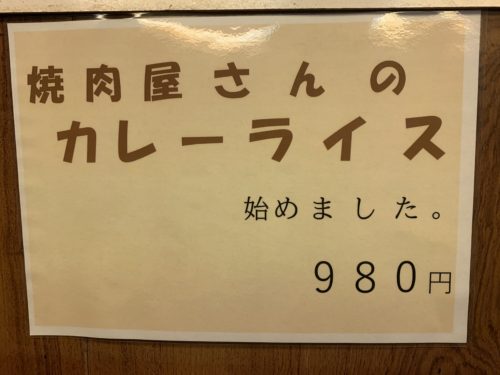 焼肉屋さんの
カレーライス
始めました。
980円